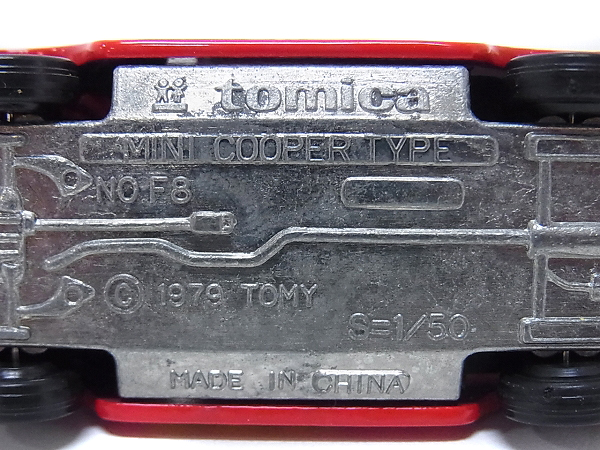 tomica
MINI COOPER TYPE
NO.F8
© 1979 TOMY
S=1/50
MADE IN CHINA